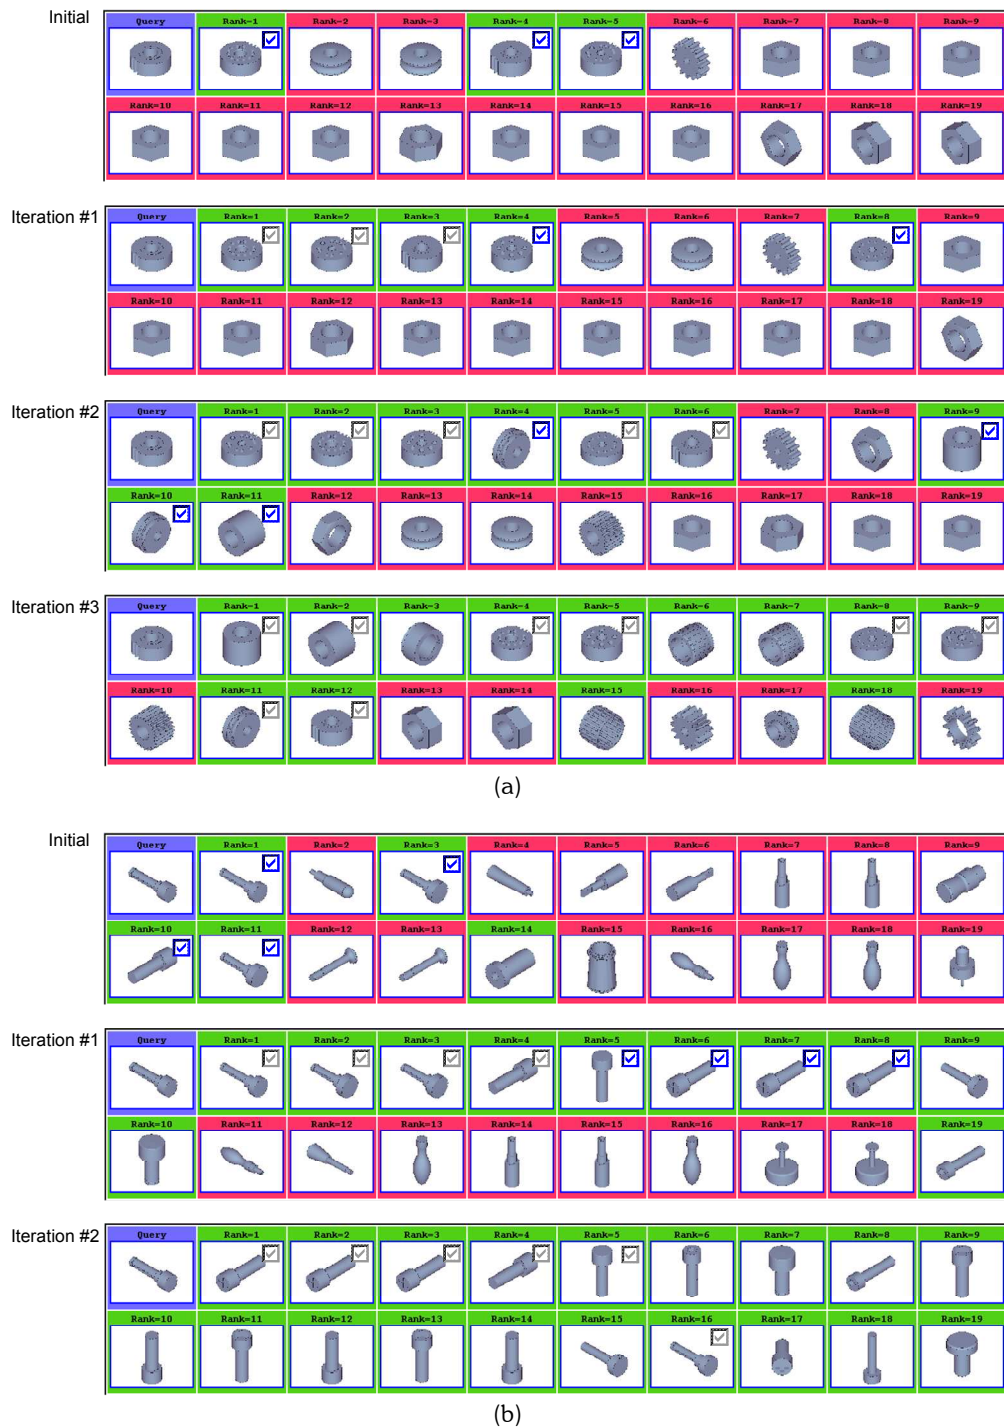 Initial
Query Rank=1 Rank=2 Rank=3 Rank=4 Rank=5 Rank=6 Rank=7 Rank=8 Rank=9
Rank=10 Rank=11 Rank=12 Rank=13 Rank=14 Rank=15 Rank=16 Rank=17 Rank=18 Rank=19
Iteration #1
Query Rank=1 Rank=2 Rank=3 Rank=4 Rank=5 Rank=6 Rank=7 Rank=8 Rank=9
Rank=10 Rank=11 Rank=12 Rank=13 Rank=14 Rank=15 Rank=16 Rank=17 Rank=18 Rank=19
Iteration #2
Query Rank=1 Rank=2 Rank=3 Rank=4 Rank=5 Rank=6 Rank=7 Rank=8 Rank=9
Rank=10 Rank=11 Rank=12 Rank=13 Rank=14 Rank=15 Rank=16 Rank=17 Rank=18 Rank=19
Iteration #3
Query Rank=1 Rank=2 Rank=3 Rank=4 Rank=5 Rank=6 Rank=7 Rank=8 Rank=9
Rank=10 Rank=11 Rank=12 Rank=13 Rank=14 Rank=15 Rank=16 Rank=17 Rank=18 Rank=19
(a)
Initial
Query Rank=1 Rank=2 Rank=3 Rank=4 Rank=5 Rank=6 Rank=7 Rank=8 Rank=9
Rank=10 Rank=11 Rank=12 Rank=13 Rank=14 Rank=15 Rank=16 Rank=17 Rank=18 Rank=19
Iteration #1
Query Rank=1 Rank=2 Rank=3 Rank=4 Rank=5 Rank=6 Rank=7 Rank=8 Rank=9
Rank=10 Rank=11 Rank=12 Rank=13 Rank=14 Rank=15 Rank=16 Rank=17 Rank=18 Rank=19
Iteration #2
Query Rank=1 Rank=2 Rank=3 Rank=4 Rank=5 Rank=6 Rank=7 Rank=8 Rank=9
Rank=10 Rank=11 Rank=12 Rank=13 Rank=14 Rank=15 Rank=16 Rank=17 Rank=18 Rank=19
(b)